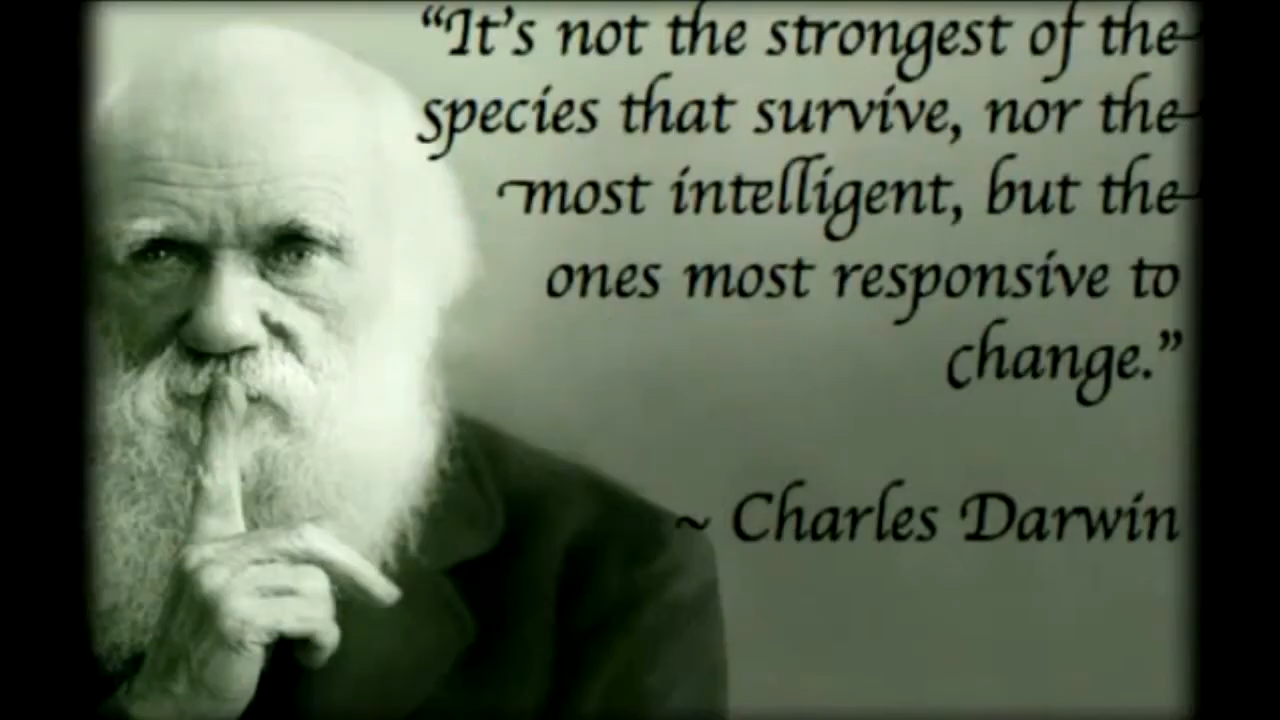 “It’s not the strongest of the
species that survive, nor the
most intelligent, but the
ones most responsive to
change.”
~ Charles Darwin